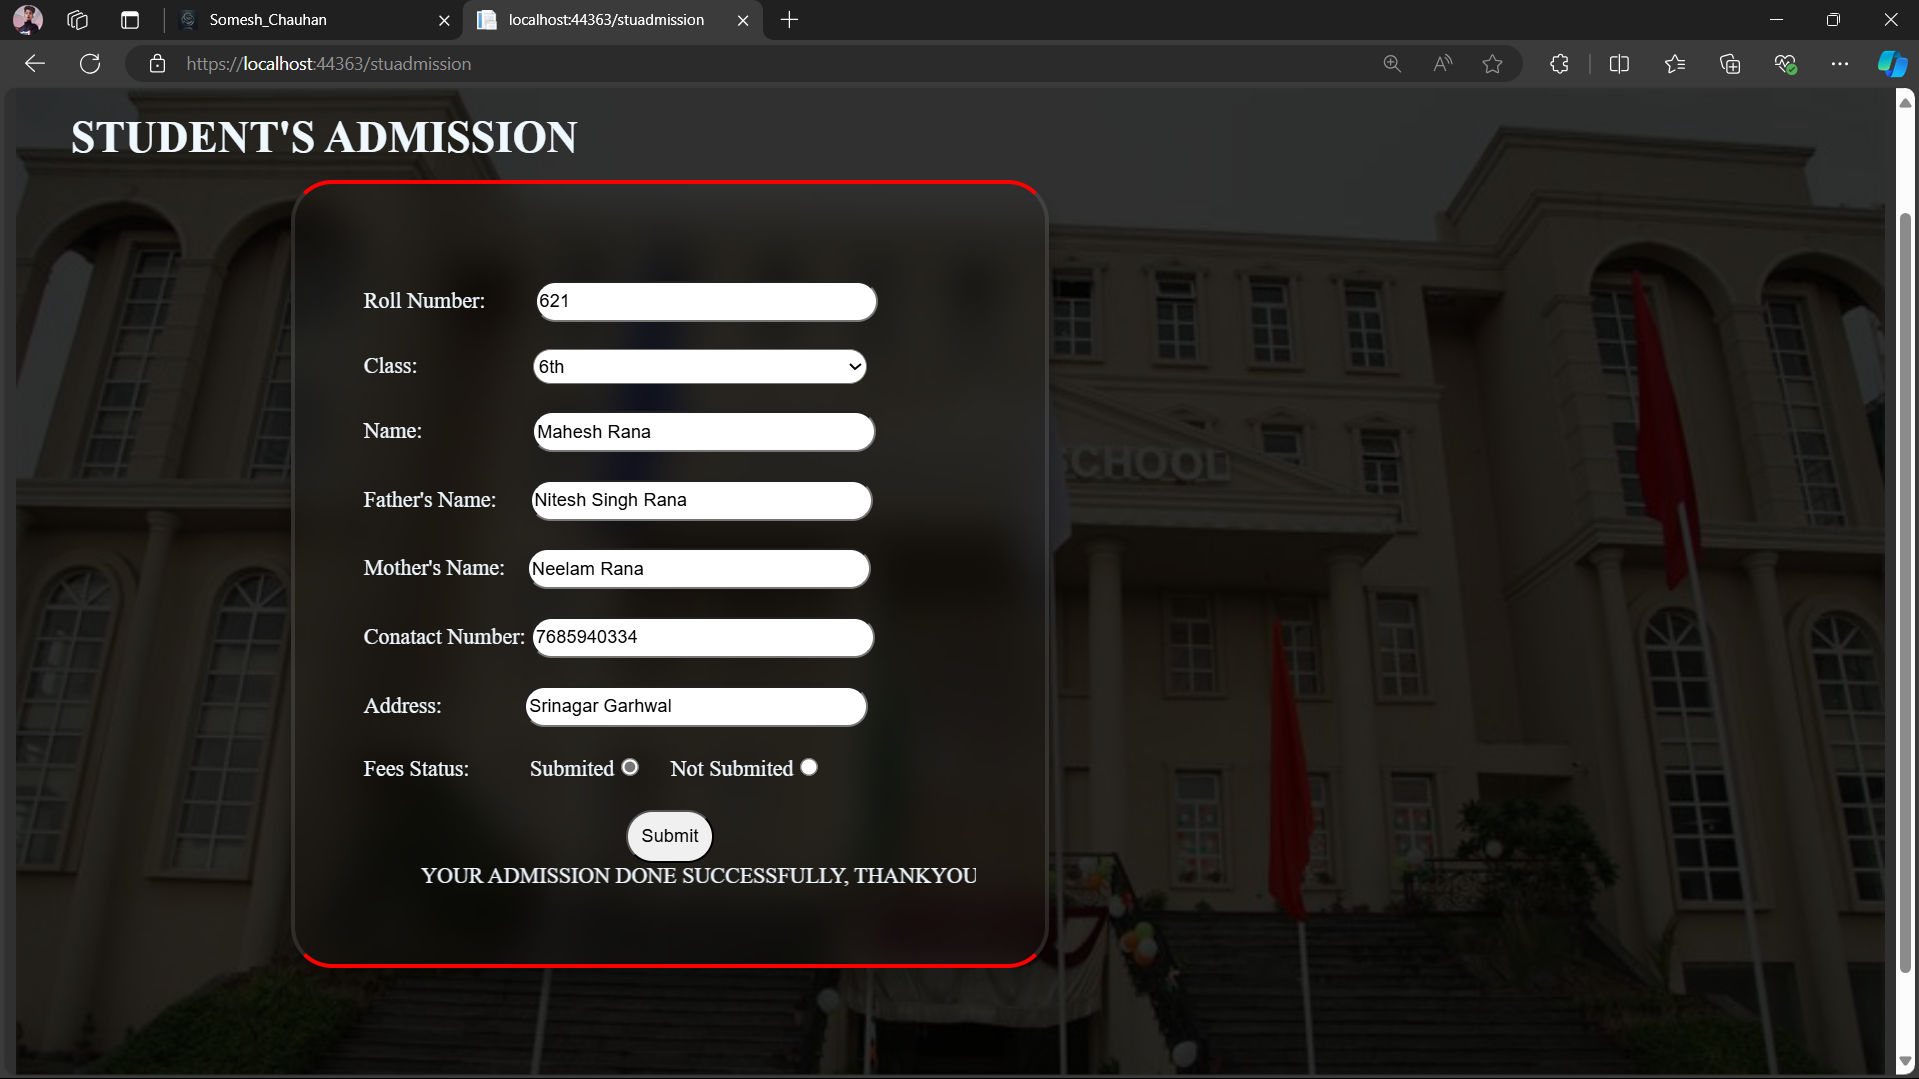 Somesh_Chauhan
localhost:44363/stuadmission
https://localhost:44363/stuadmission
STUDENT'S ADMISSION
Roll Number: 621
Class: 6th
Name: Mahesh Rana
Father's Name: Nitesh Singh Rana
Mother's Name: Neelam Rana
Conatact Number: 7685940334
Address: Srinagar Garhwal
Fees Status: Submited Not Submited
Submit
YOUR ADMISSION DONE SUCCESSFULLY, THANKYOU
SCHOOL